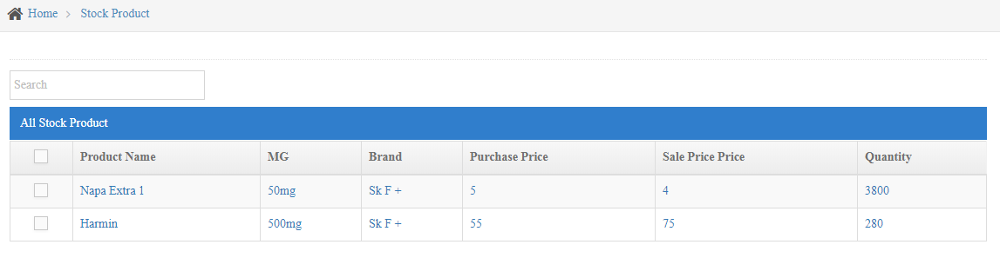 Home > Stock Product
Search
All Stock Product
Product Name MG Brand Purchase Price Sale Price Price Quantity
Napa Extra 1 50mg Sk F + 5 4 3800
Harmin 500mg Sk F + 55 75 280